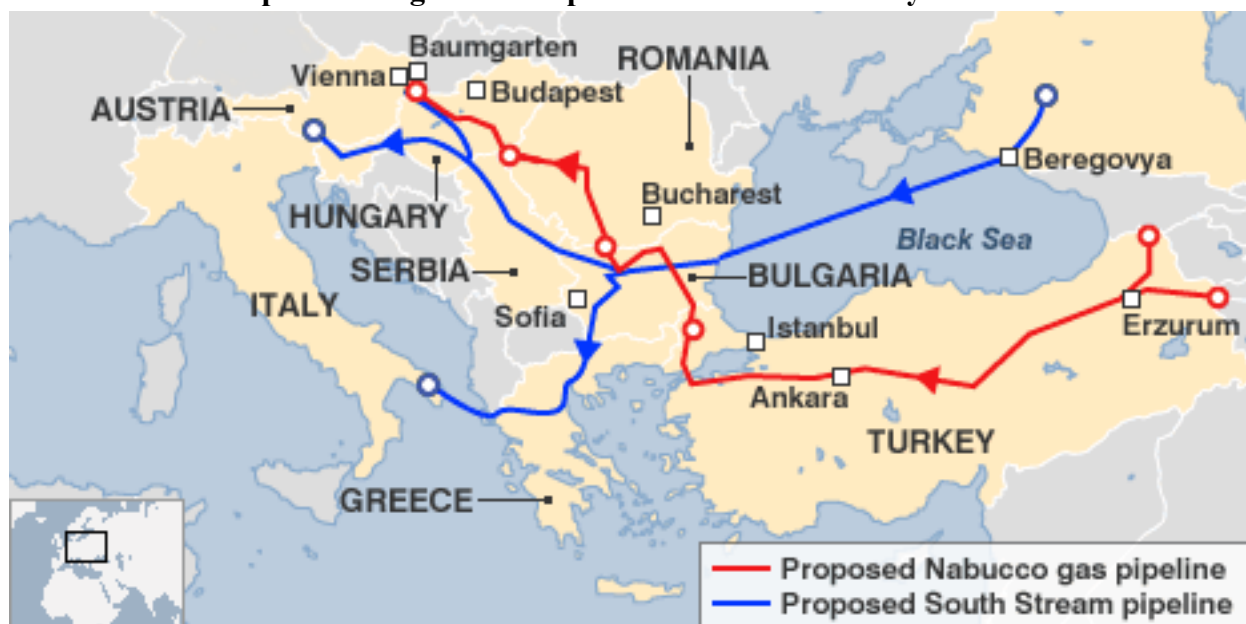 Baumgarten
Vienna
ROMANIA
Budapest
AUSTRIA
Beregovya
Bucharest
HUNGARY
Black Sea
SERBIA
BULGARIA
ITALY
Sofia
Istanbul
Erzurum
Ankara
TURKEY
GREECE
Proposed Nabucco gas pipeline
Proposed South Stream pipeline